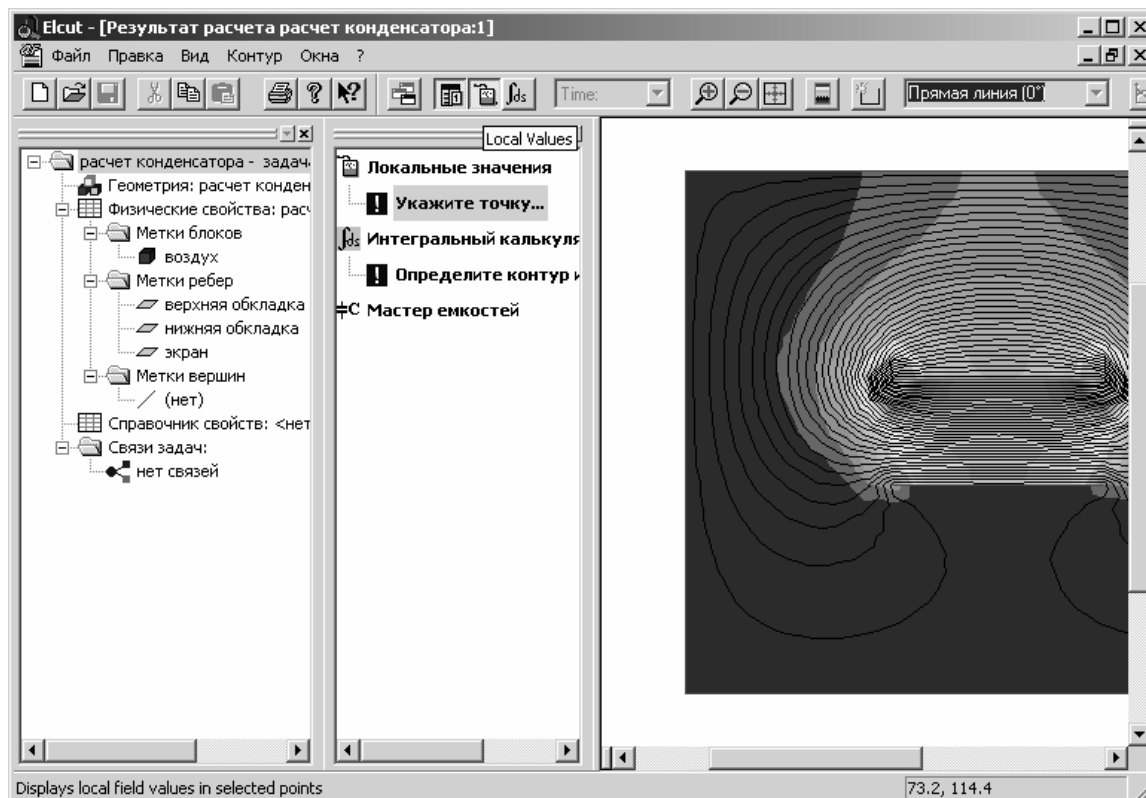 Elcut - [Результат расчета расчет конденсатора:1]
Файл Правка Вид Контур Окна ?
Time:
Прямая линия (0°)
Local Values
расчет конденсатора - задач
Геометрия: расчет конден
Физические свойства: рас
Метки блоков
воздух
Метки ребер
верхняя обкладка
нижняя обкладка
экран
Метки вершин
(нет)
Справочник свойств: <нет
Связи задач:
нет связей
Локальные значения
Укажите точку...
Интегральный калькуля
Определите контур и
Мастер емкостей
Displays local field values in selected points
73.2, 114.4